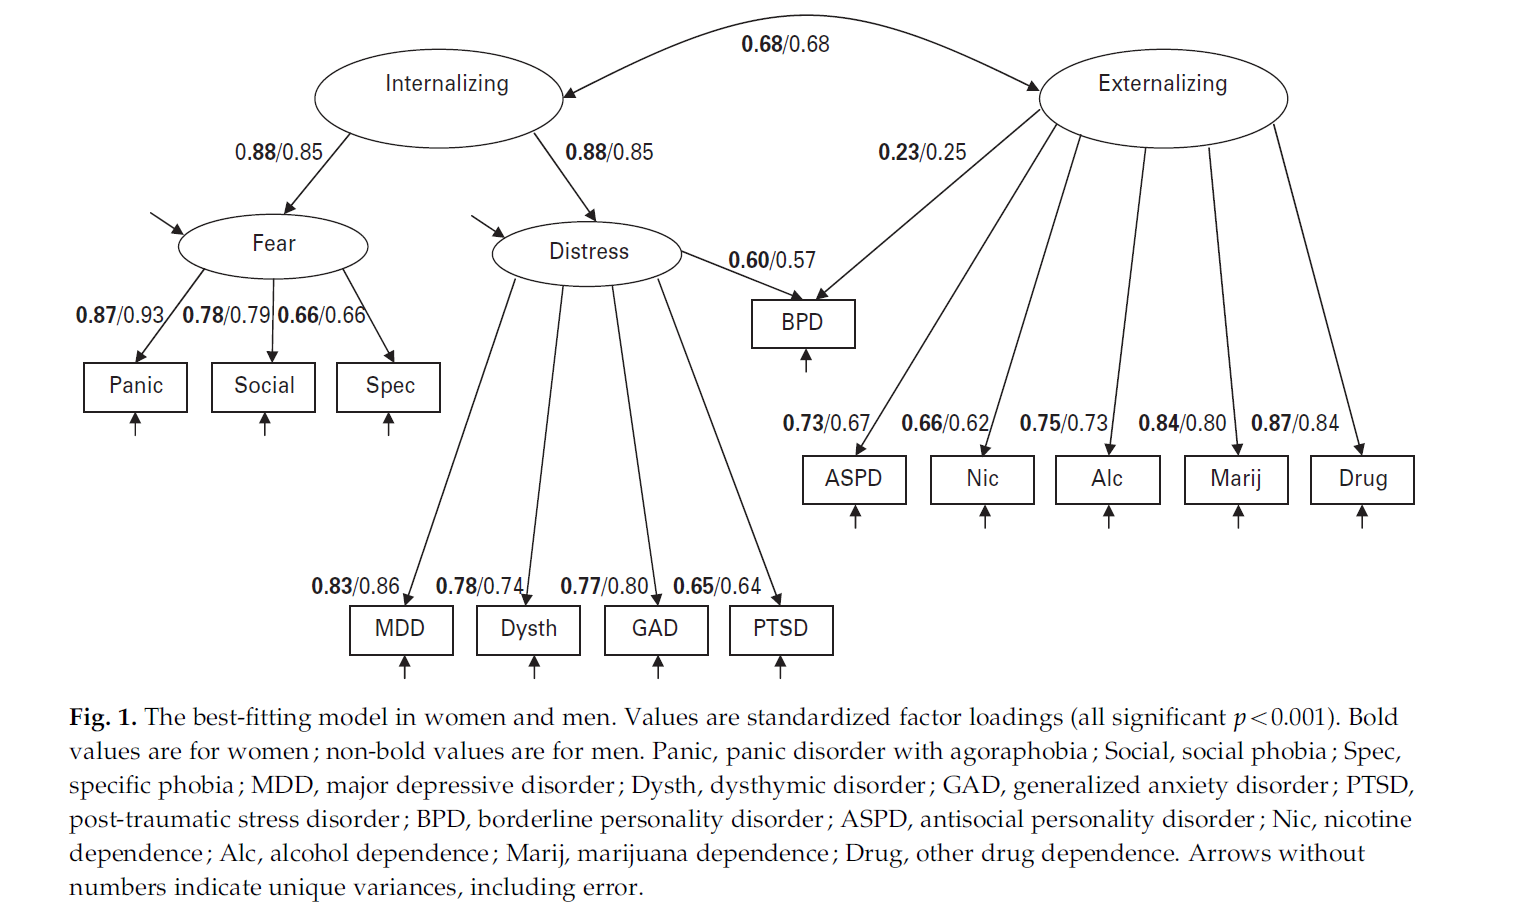 0.68/0.68
Internalizing
Externalizing
0.88/0.85
0.88/0.85
0.23/0.25
Fear
Distress
0.60/0.57
0.87/0.93
0.78/0.79
0.66/0.66
BPD
Panic
Social
Spec
0.73/0.67
0.66/0.62
0.75/0.73
0.84/0.80
0.87/0.84
ASPD
Nic
Alc
Marij
Drug
0.83/0.86
0.78/0.74
0.77/0.80
0.65/0.64
MDD
Dysth
GAD
PTSD
Fig. 1. The best-fitting model in women and men. Values are standardized factor loadings (all significant p<0.001). Bold
values are for women; non-bold values are for men. Panic, panic disorder with agoraphobia; Social, social phobia; Spec,
specific phobia; MDD, major depressive disorder; Dysth, dysthymic disorder; GAD, generalized anxiety disorder; PTSD,
post-traumatic stress disorder; BPD, borderline personality disorder; ASPD, antisocial personality disorder; Nic, nicotine
dependence; Alc, alcohol dependence; Marij, marijuana dependence; Drug, other drug dependence. Arrows without
numbers indicate unique variances, including error.